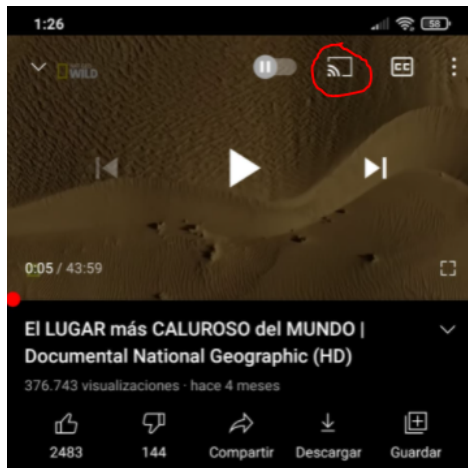 1:26
58
WILD
CC
0:05 / 43:59
El LUGAR más CALUROSO del MUNDO |
Documental National Geographic (HD)
376.743 visualizaciones · hace 4 meses
2483
144
Compartir
Descargar
Guardar